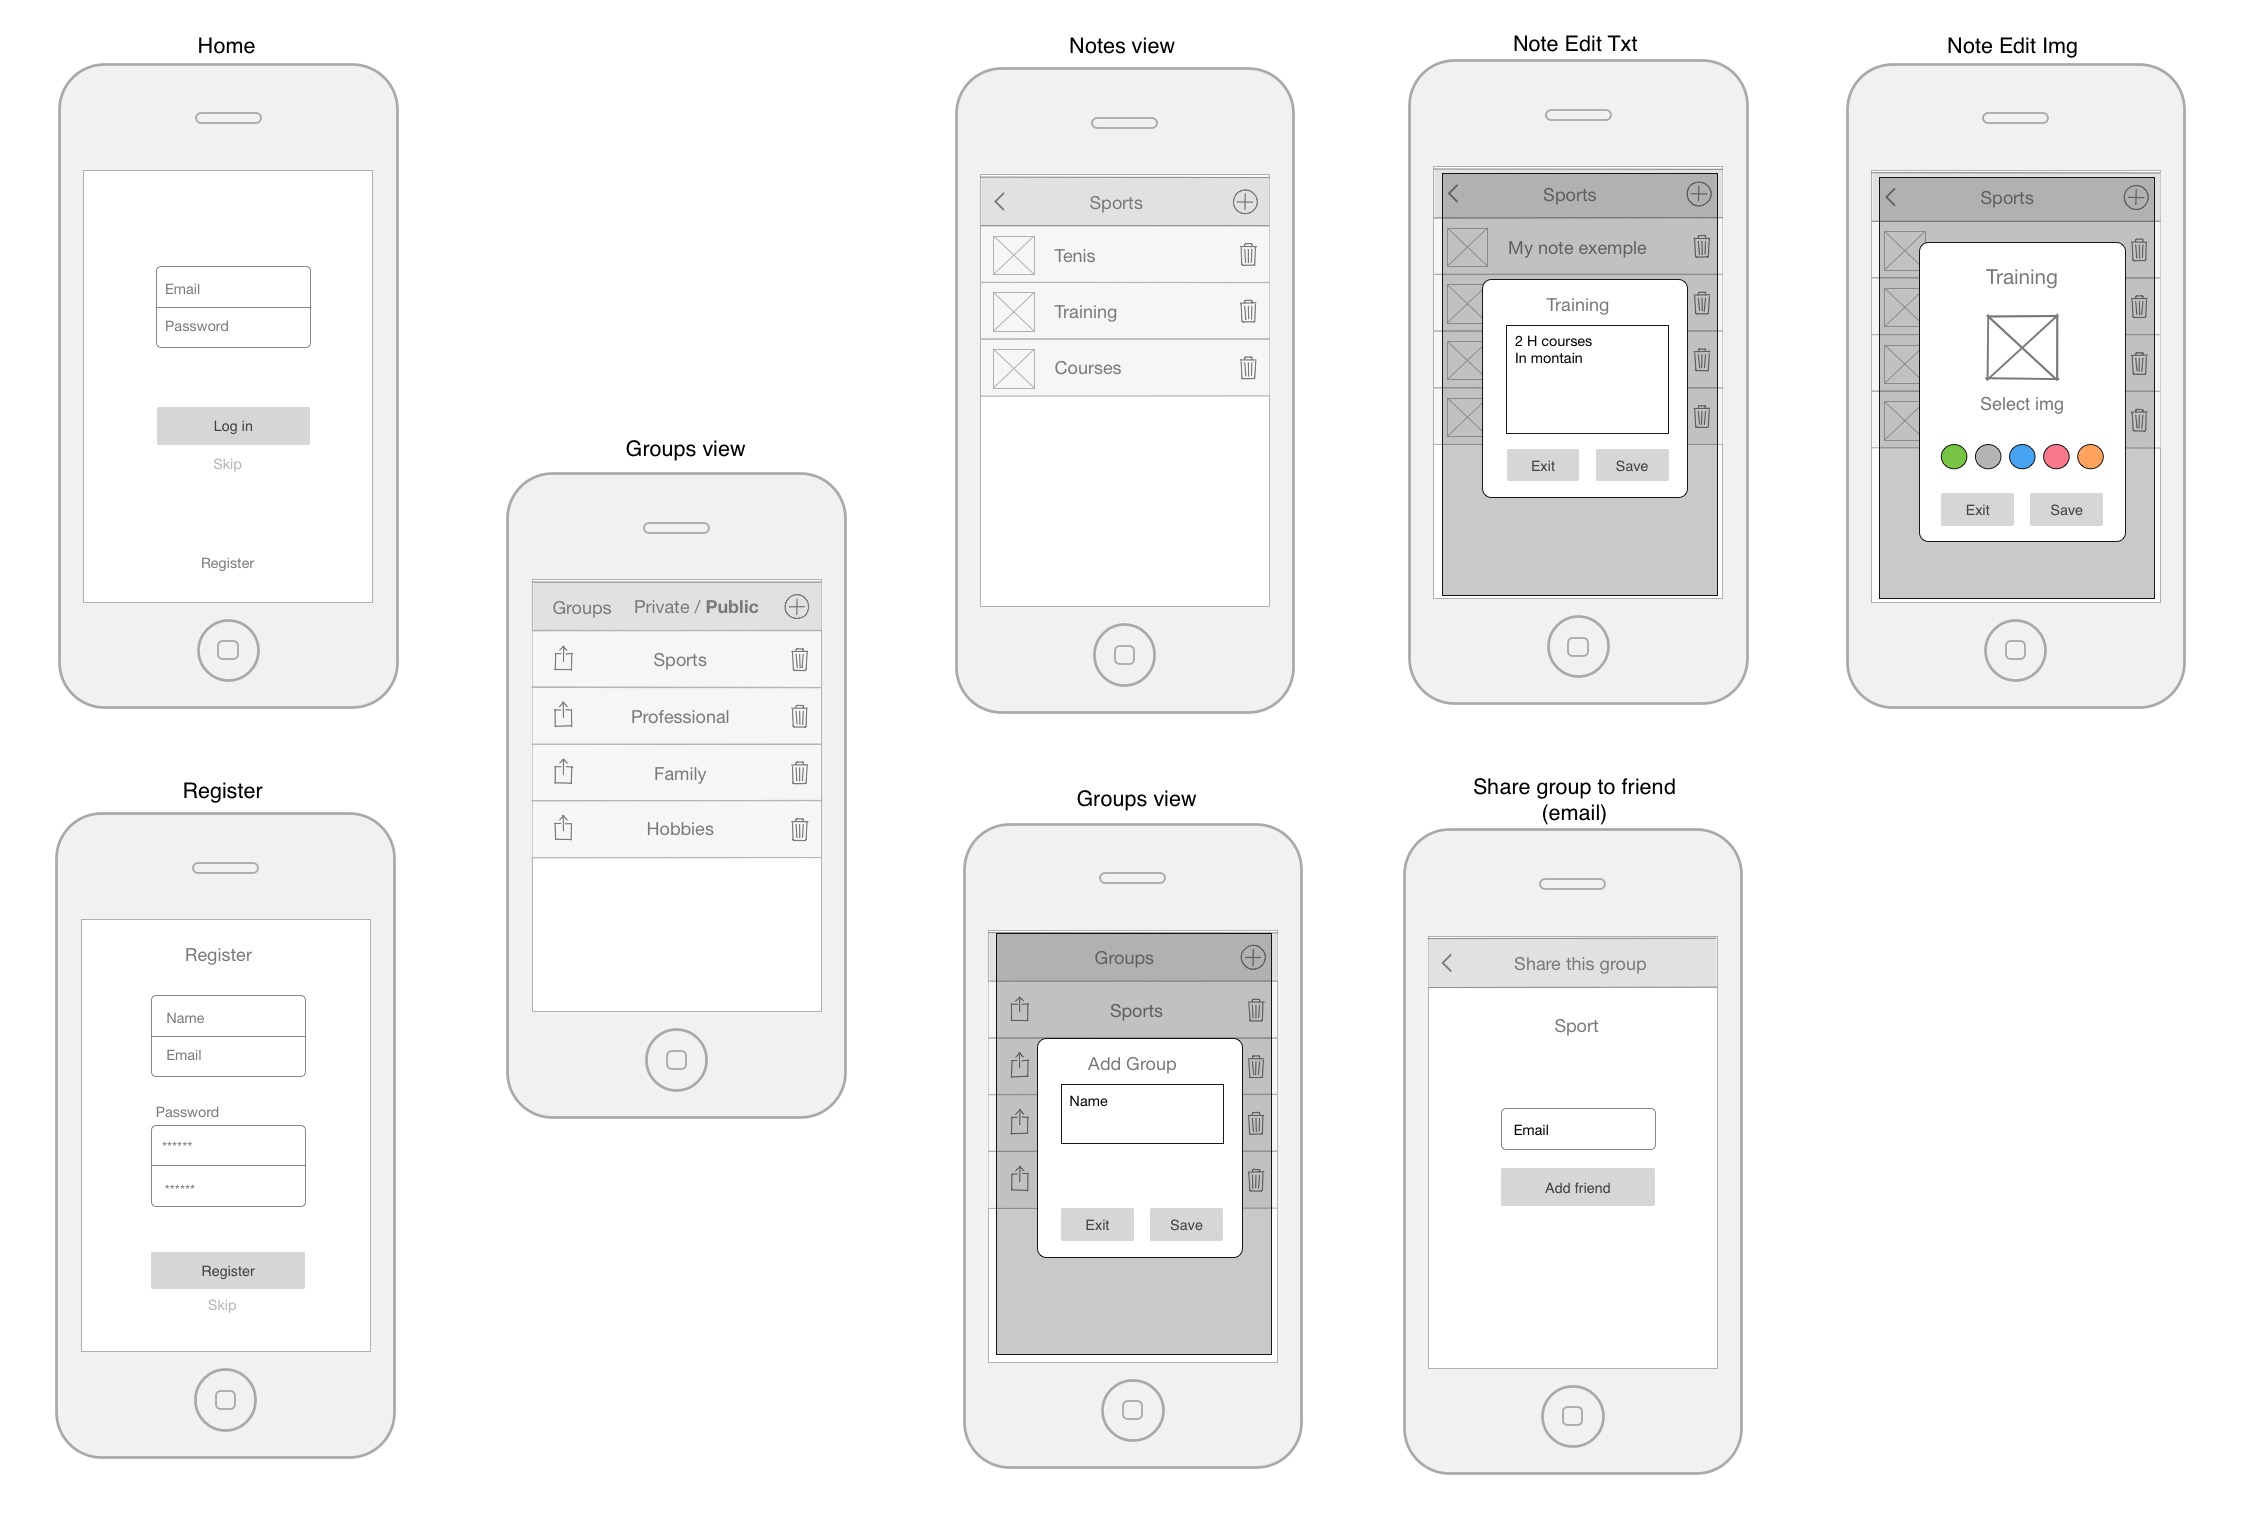 Home
Email
Password
Log in
Skip
Register
Register
Register
Name
Email
Password
******
******
Register
Skip
Groups view
Groups Private / Public
Sports
Professional
Family
Hobbies
Notes view
Sports
Tenis
Training
Courses
Groups view
Groups
Sports
Add Group
Name
Exit Save
Note Edit Txt
Sports
My note exemple
Training
2 H courses
In montain
Exit Save
Share group to friend
(email)
Share this group
Sport
Email
Add friend
Note Edit Img
Sports
Training
Select img
Exit Save